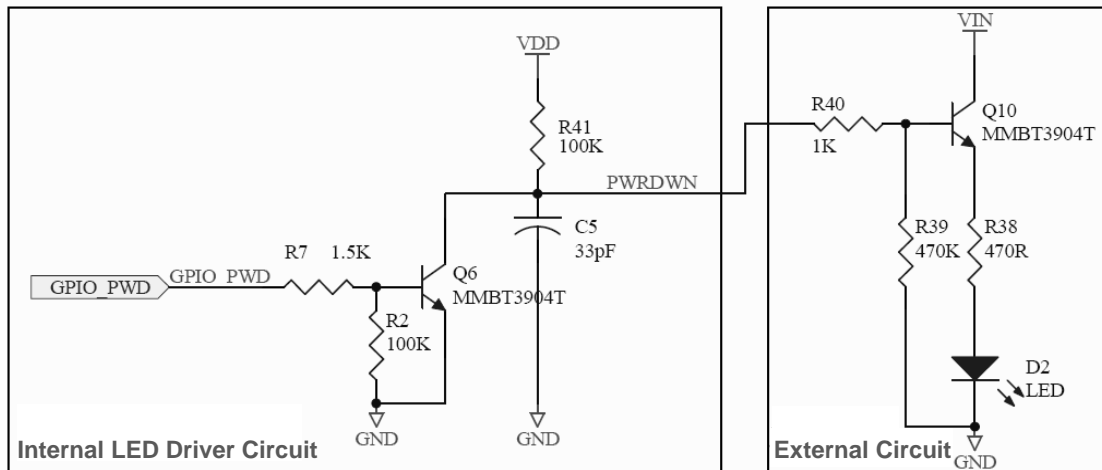 VDD
R41
100K
PWRDWN
C5
33pF
R7 1.5K
GPIO_PWD
GPIO_PWD
Q6
MMBT3904T
R2
100K
GND
GND
Internal LED Driver Circuit
VIN
R40
1K
Q10
MMBT3904T
R39
470K
R38
470R
D2
LED
GND
External Circuit